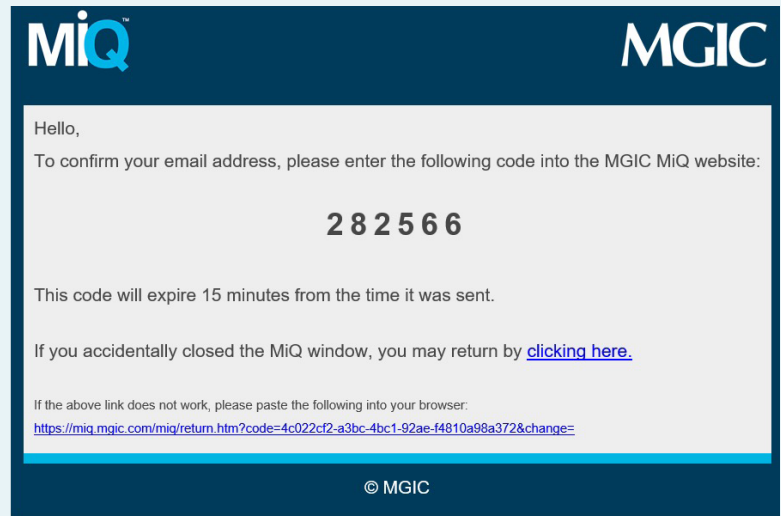 MiQ™
MGIC
Hello,
To confirm your email address, please enter the following code into the MGIC MiQ website:
282566
This code will expire 15 minutes from the time it was sent.
If you accidentally closed the MiQ window, you may return by clicking here.
If the above link does not work, please paste the following into your browser:
https://miq.mgic.com/miq/return.htm?code=4c022cf2-a3bc-4bc1-92ae-f4810a98a372&change=
© MGIC